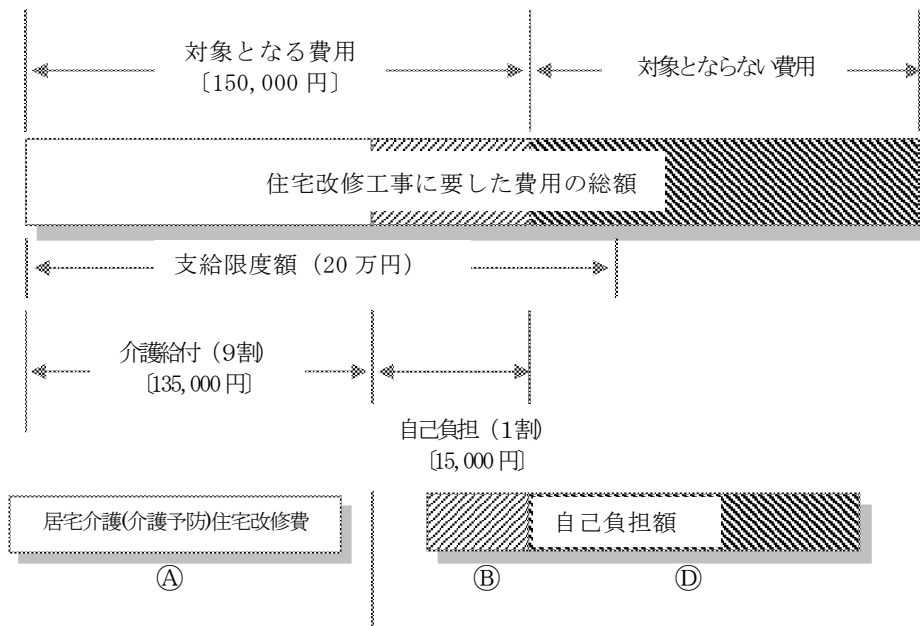 対象となる費用
〔150,000 円〕
対象とならない費用
住宅改修工事に要した費用の総額
支給限度額（20 万円）
介護給付（9割）
〔135,000 円〕
自己負担（1割）
〔15,000 円〕
居宅介護(介護予防)住宅改修費
自己負担額
Ⓐ
Ⓑ
Ⓓ